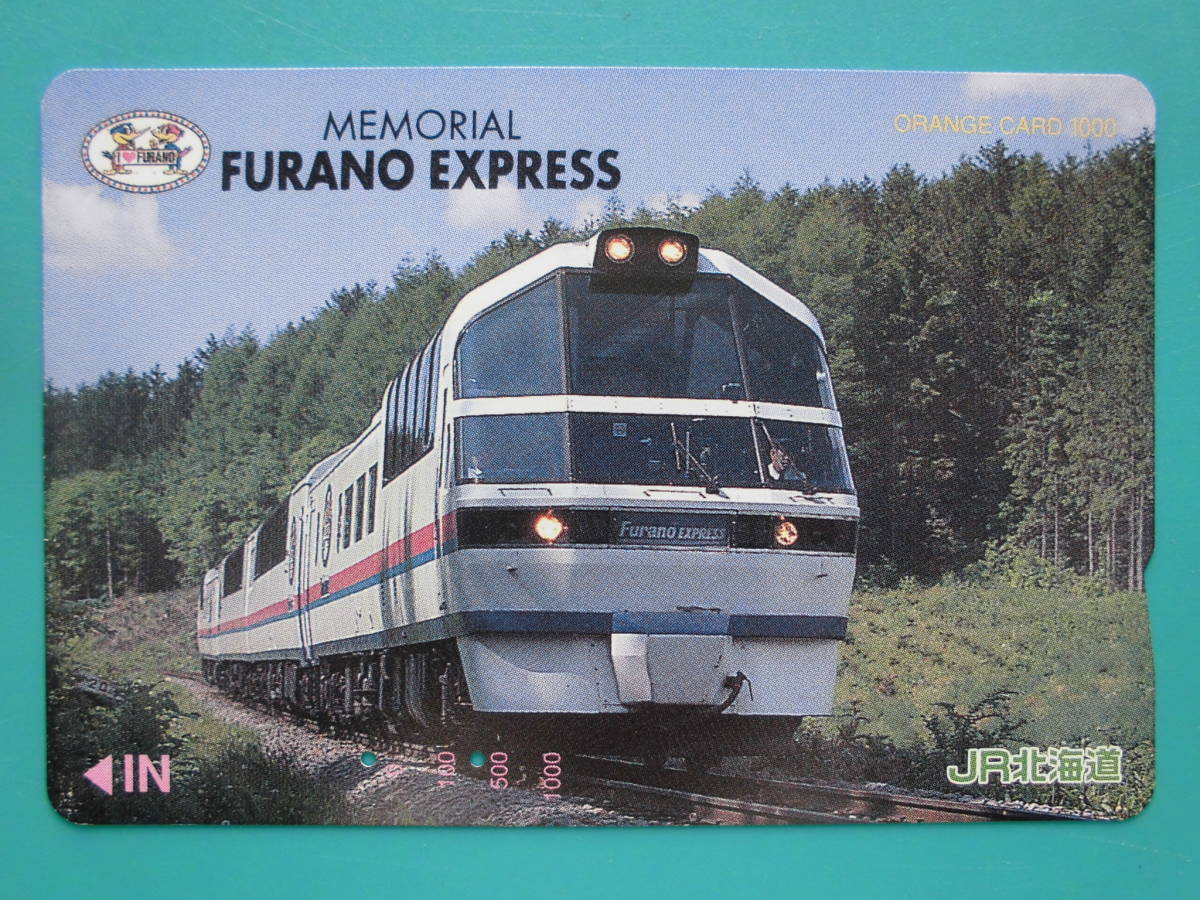 MEMORIAL
FURANO EXPRESS
I ♥ FURANO
ORANGE CARD 1000
Furano EXPRESS
IN
100
500
1000
JR北海道